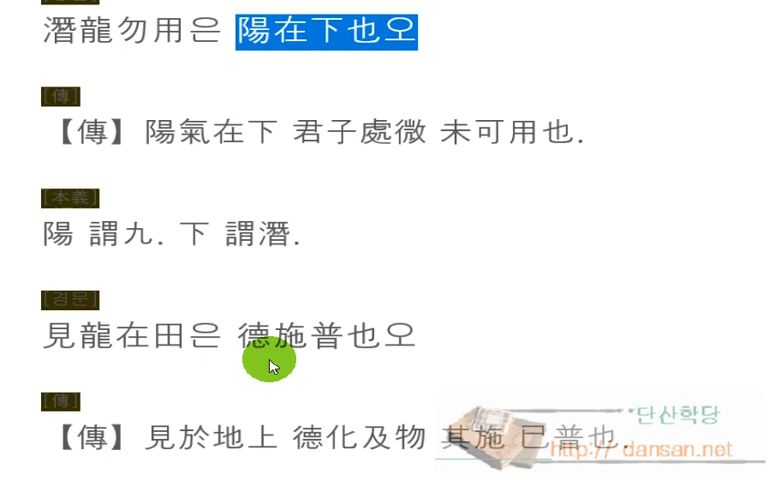 潛龍勿用은 陽在下也오
[傳]
【傳】陽氣在下 君子處微 未可用也.
[本義]
陽 謂九. 下 謂潛.
[경문]
見龍在田은 德施普也오
[傳]
【傳】見於地上 德化及物 其施 已普也.
단산학당
http:// dansan.net